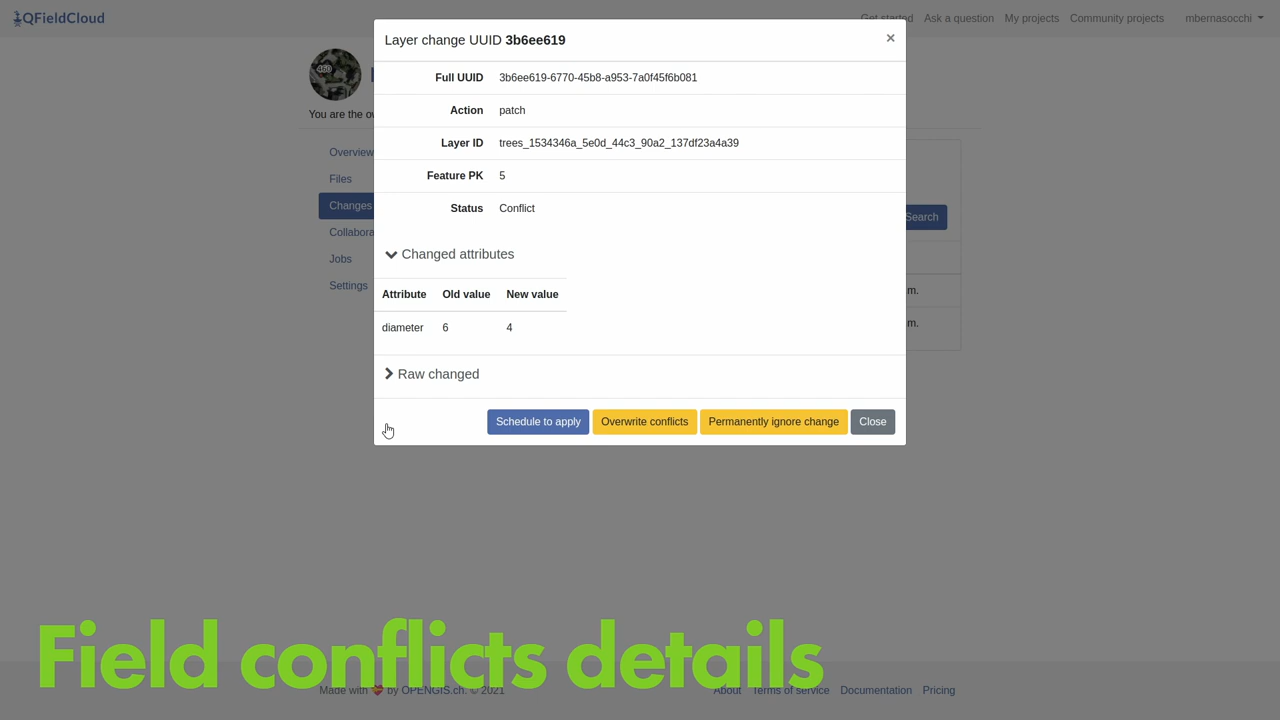 QFieldCloud
Get started Ask a question My projects Community projects mbernasocchi
Layer change UUID 3b6ee619
×
460
You are the
Full UUID 3b6ee619-6770-45b8-a953-7a0f45f6b081
Action patch
Layer ID trees_1534346a_5e0d_44c3_90a2_137df23a4a39
Feature PK 5
Status Conflict
Overview
Files
Changes
Collabora
Jobs
Settings
Search
m.
m.
Changed attributes
Attribute Old value New value
diameter 6 4
Raw changed
Schedule to apply Overwrite conflicts Permanently ignore change Close
Field conflicts details
Made with by OPENGIS.ch. © 2021 About Terms of service Documentation Pricing